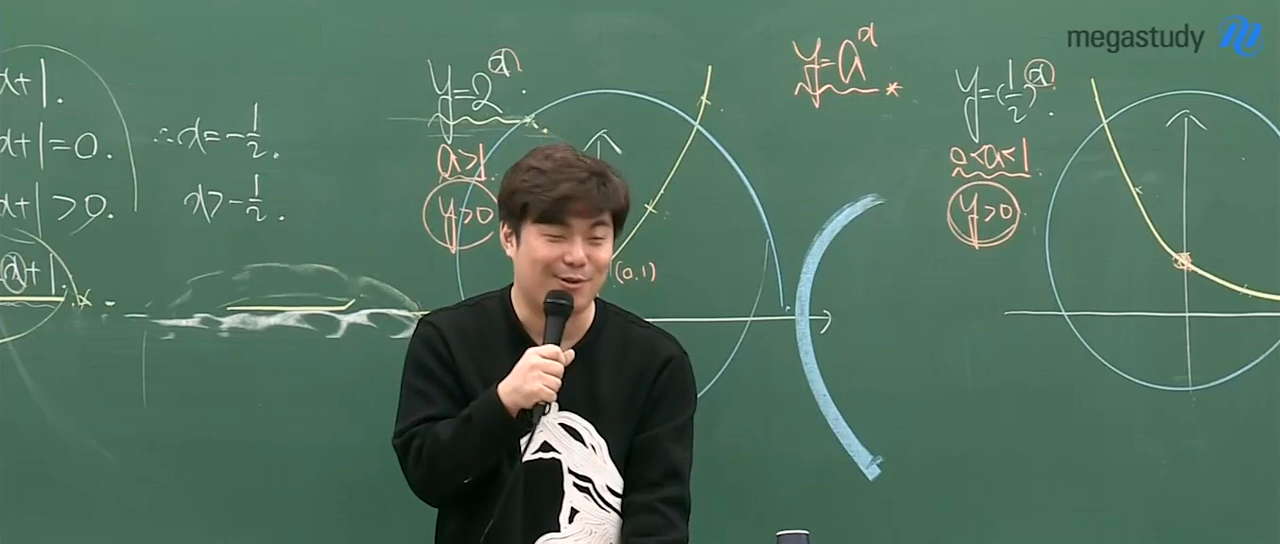 x+1.
x+1=0.
x+1>0.
x+1.
∴x=-1/2.
x>-1/2.
y=2^x.
a>1
y>0
(0,1)
y=a^x
megastudy
y=(1/2)^x.
0<a<1
y>0